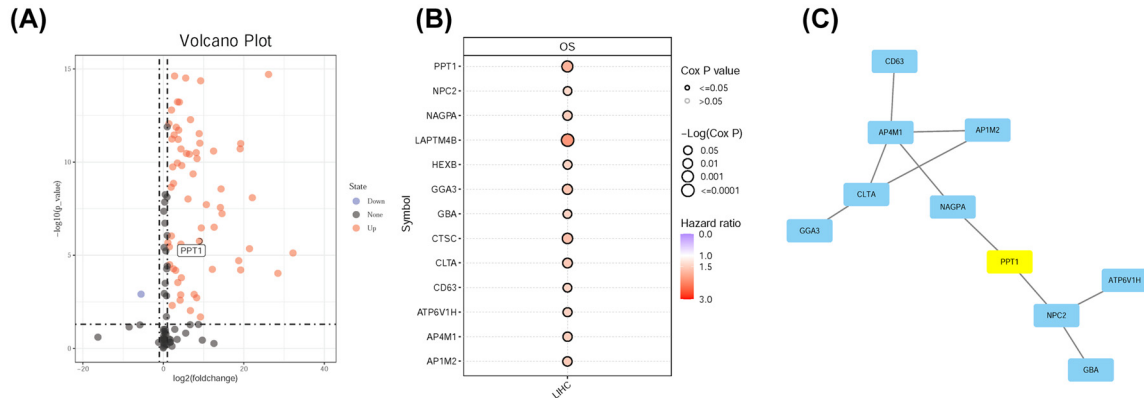 (A)
Volcano Plot
15
10
5
0
−log10(p_value)
−20
0
20
40
log2(foldchange)
PPT1
State
Down
None
Up
(B)
OS
PPT1
NPC2
NAGPA
LAPTM4B
HEXB
GGA3
GBA
CTSC
CLTA
CD63
ATP6V1H
AP4M1
AP1M2
Symbol
LIHC
Cox P value
<=0.05
>0.05
−Log(Cox P)
0.05
0.01
0.001
<=0.0001
Hazard ratio
0.0
1.0
1.5
3.0
(C)
CD63
AP4M1
AP1M2
CLTA
NAGPA
GGA3
PPT1
ATP6V1H
NPC2
GBA